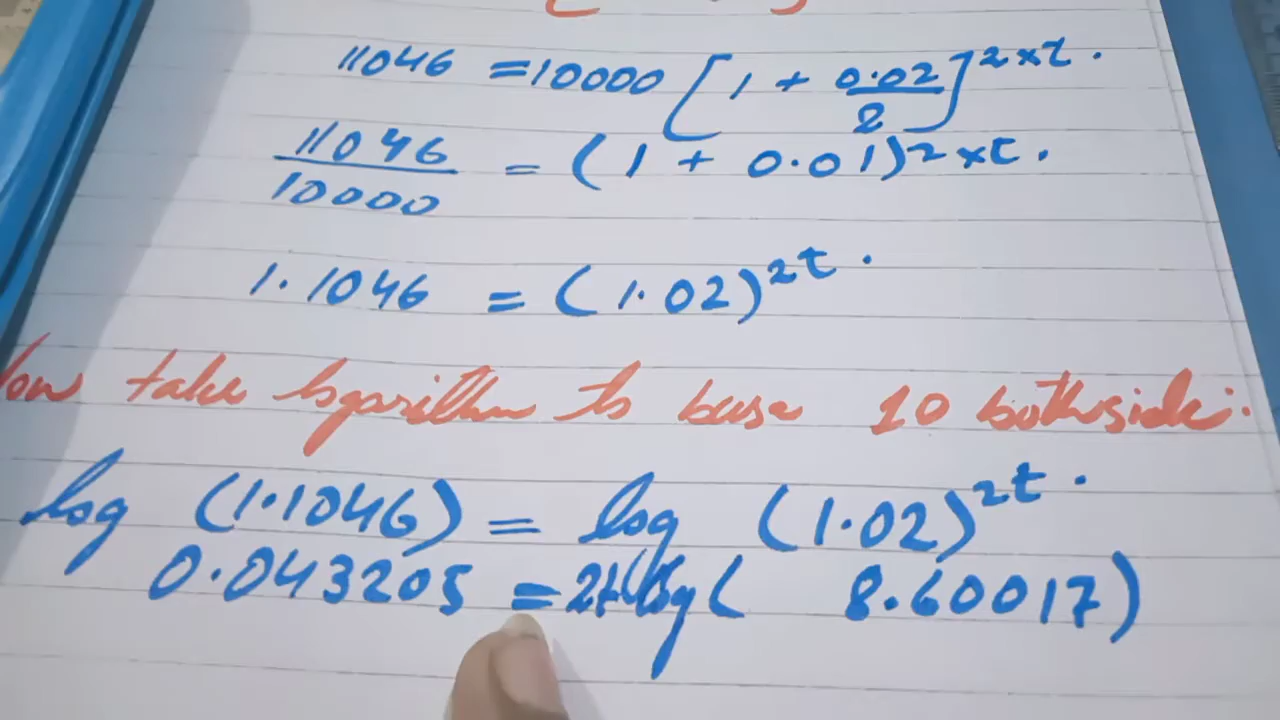 11046 = 10000 [1 + 0.02/2]^2×t.
11046/10000 = (1 + 0.01)^2×t.
1.1046 = (1.02)^2t.
Now take logarithm to base 10 bothside:
log (1.1046) = log (1.02)^2t.
0.043205 = 2t log ( 8.60017)